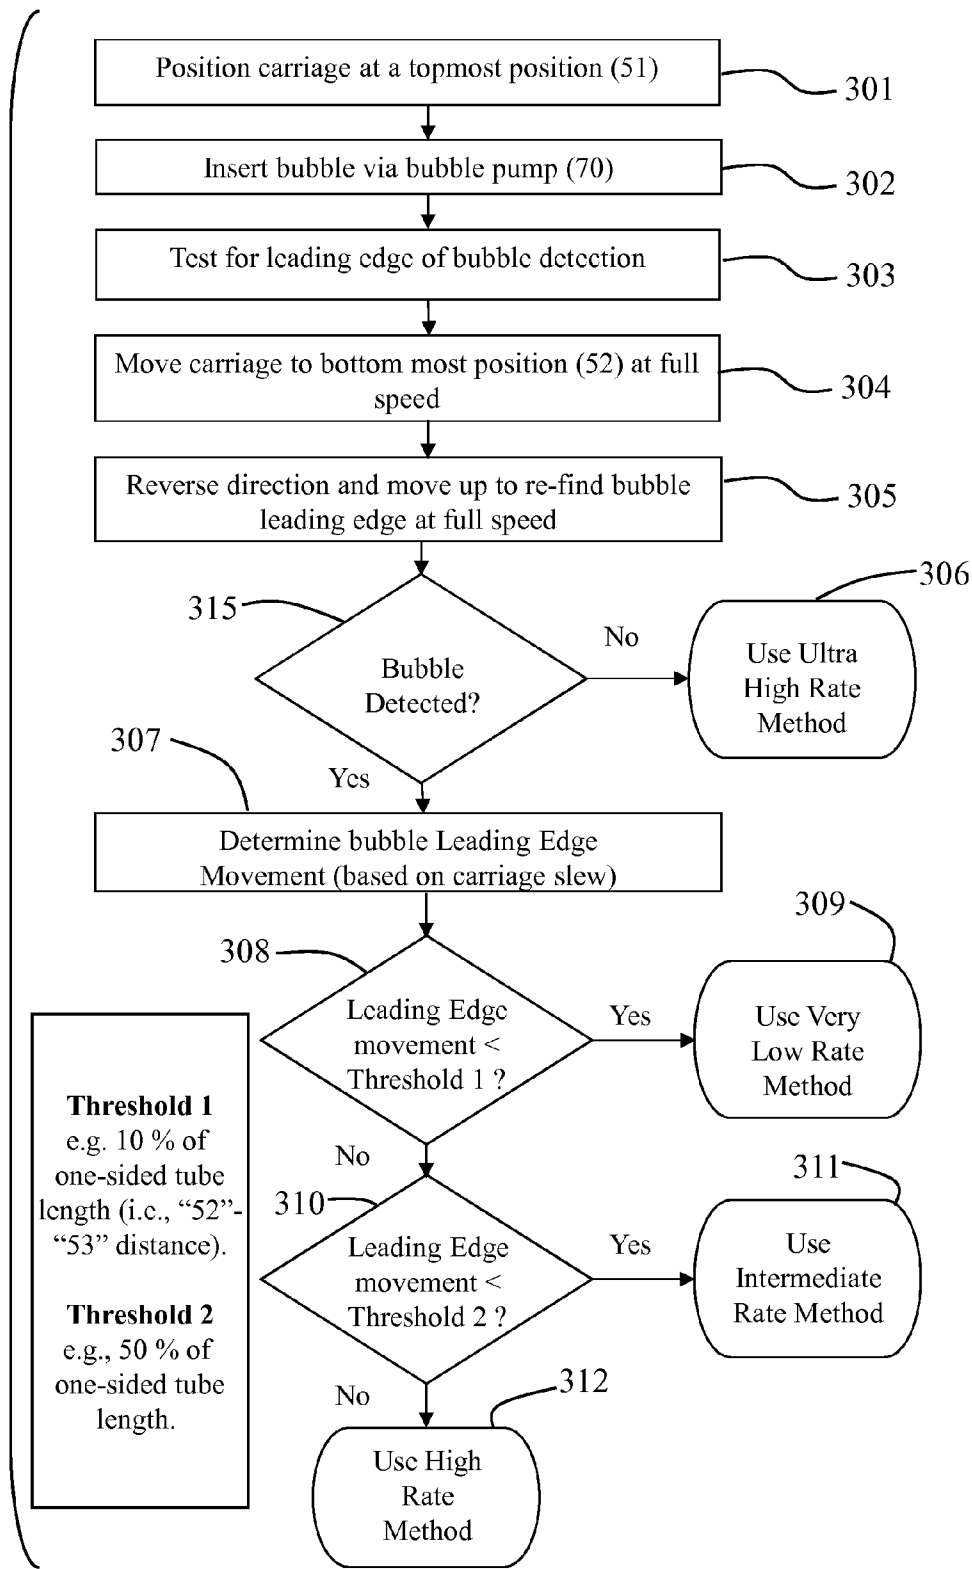 Position carriage at a topmost position (51)
301
Insert bubble via bubble pump (70)
302
Test for leading edge of bubble detection
303
Move carriage to bottom most position (52) at full
speed
304
Reverse direction and move up to re-find bubble
leading edge at full speed
305
315
Bubble
Detected?
No
306
Use Ultra
High Rate
Method
307
Yes
Determine bubble Leading Edge
Movement (based on carriage slew)
308
Leading Edge
movement <
Threshold 1 ?
Yes
309
Use Very
Low Rate
Method
No
310
Leading Edge
movement <
Threshold 2 ?
Yes
311
Use
Intermediate
Rate Method
No
312
Use High
Rate
Method
Threshold 1
e.g. 10 % of
one-sided tube
length (i.e., “52”-
“53” distance).
Threshold 2
e.g., 50 % of
one-sided tube
length.